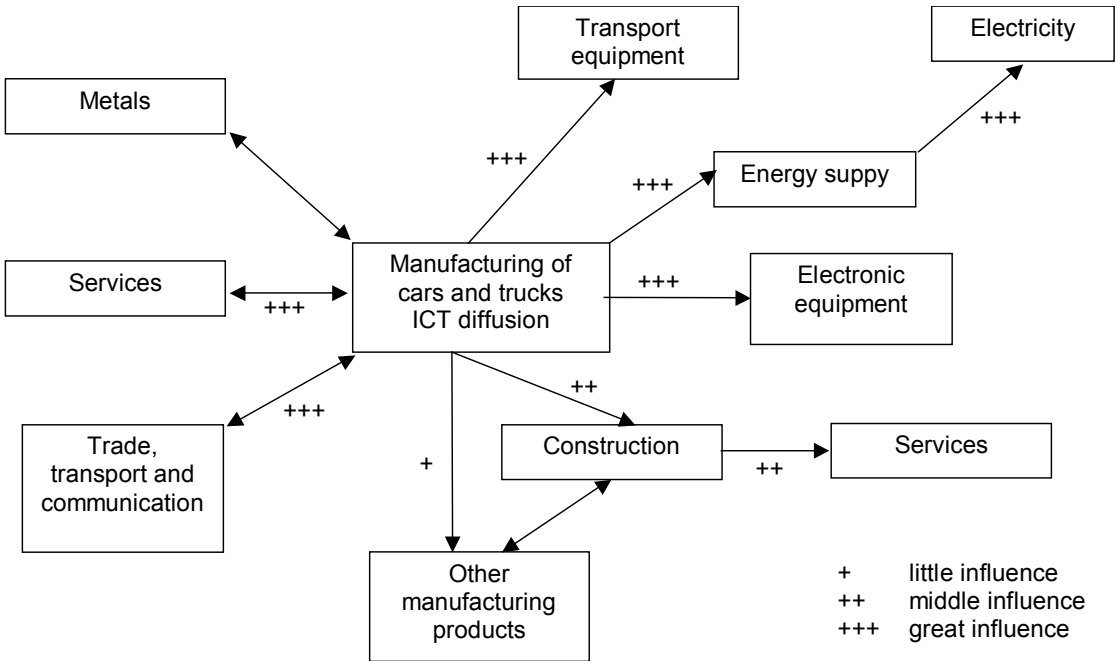 Transport
equipment
Electricity
Metals
+++
+++
Energy suppy
+++
Services
+++
Manufacturing of
cars and trucks
ICT diffusion
+++
Electronic
equipment
++
+++
Trade,
transport and
communication
+
Construction
++
Services
Other
manufacturing
products
+ little influence
++ middle influence
+++ great influence